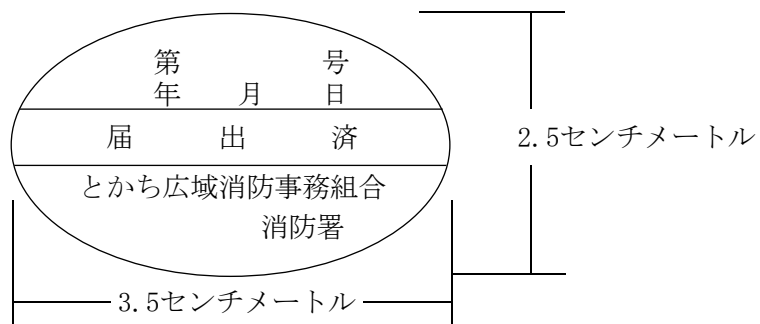 第 号
年 月 日
届 出 済
とかち広域消防事務組合
消防署
2.5センチメートル
3.5センチメートル